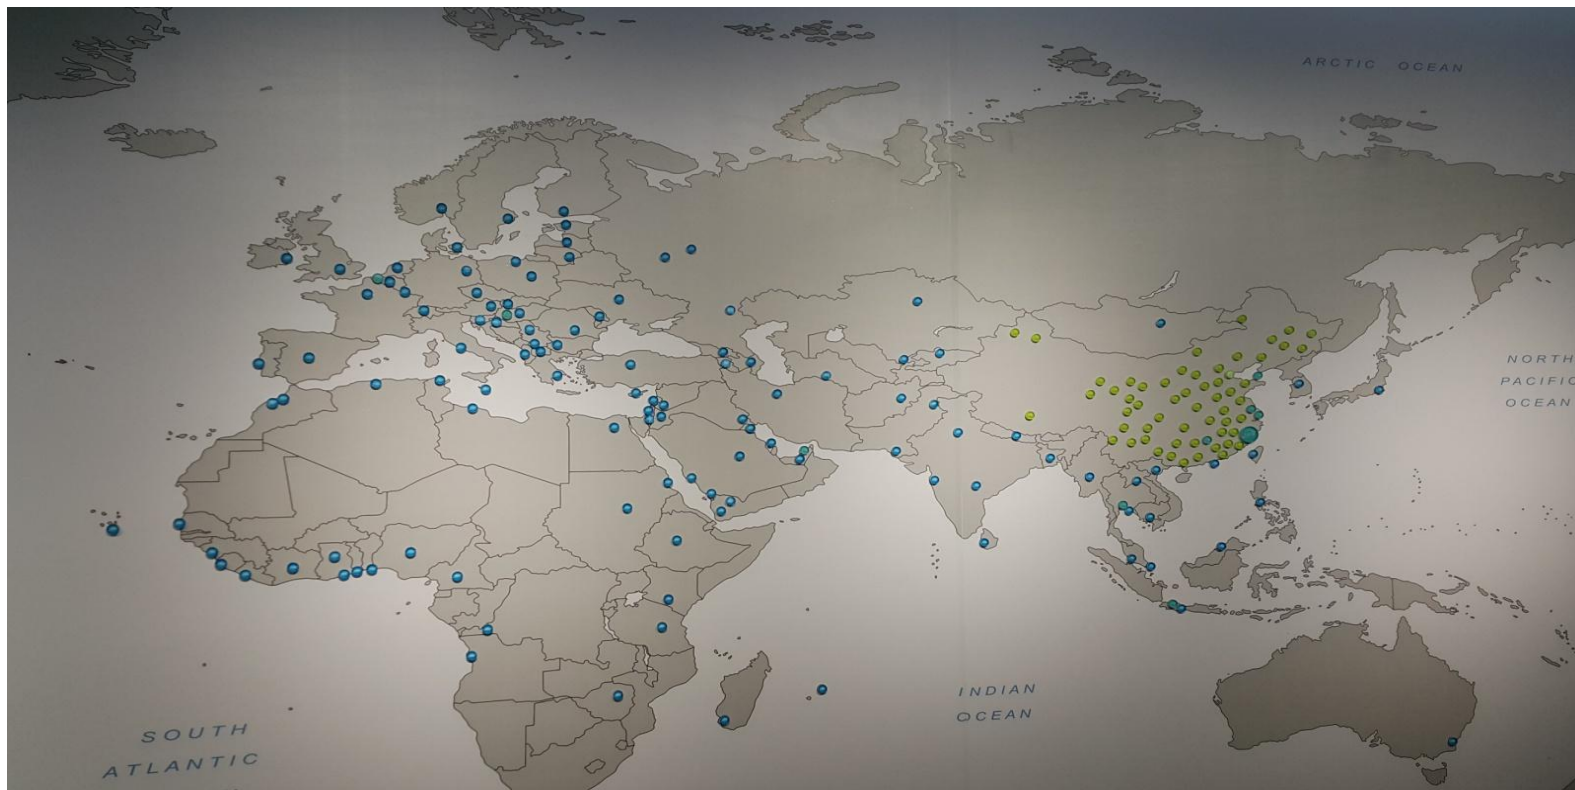 ARCTIC OCEAN
NORTH
PACIFIC
OCEAN
INDIAN
OCEAN
SOUTH
ATLANTIC